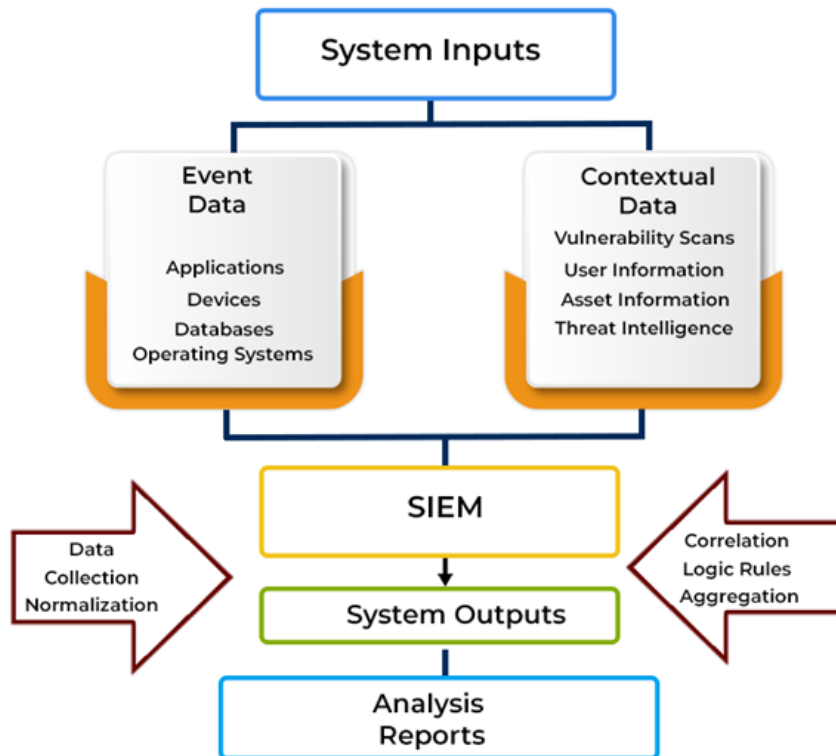 System Inputs
Event
Data
Applications
Devices
Databases
Operating Systems
Contextual
Data
Vulnerability Scans
User Information
Asset Information
Threat Intelligence
SIEM
Data
Collection
Normalization
Correlation
Logic Rules
Aggregation
System Outputs
Analysis
Reports